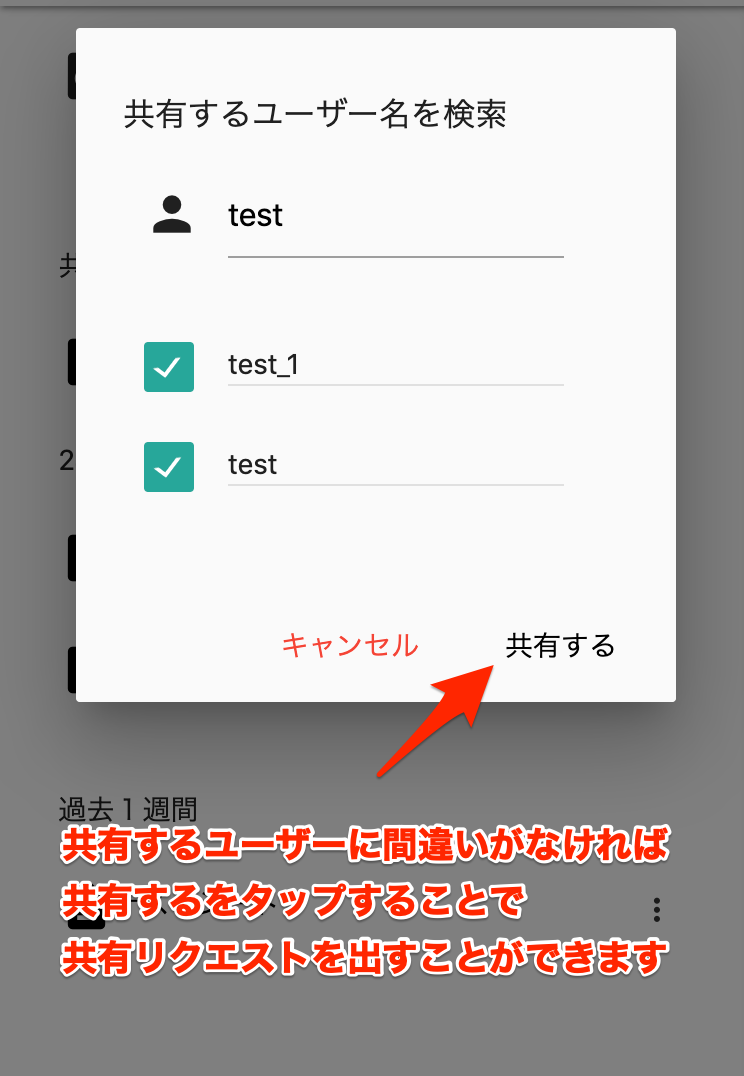 共有するユーザー名を検索
test
test_1
test
キャンセル
共有する
過去 1 週間
共有するユーザーに間違いがなければ
共有するをタップすることで
共有リクエストを出すことができます